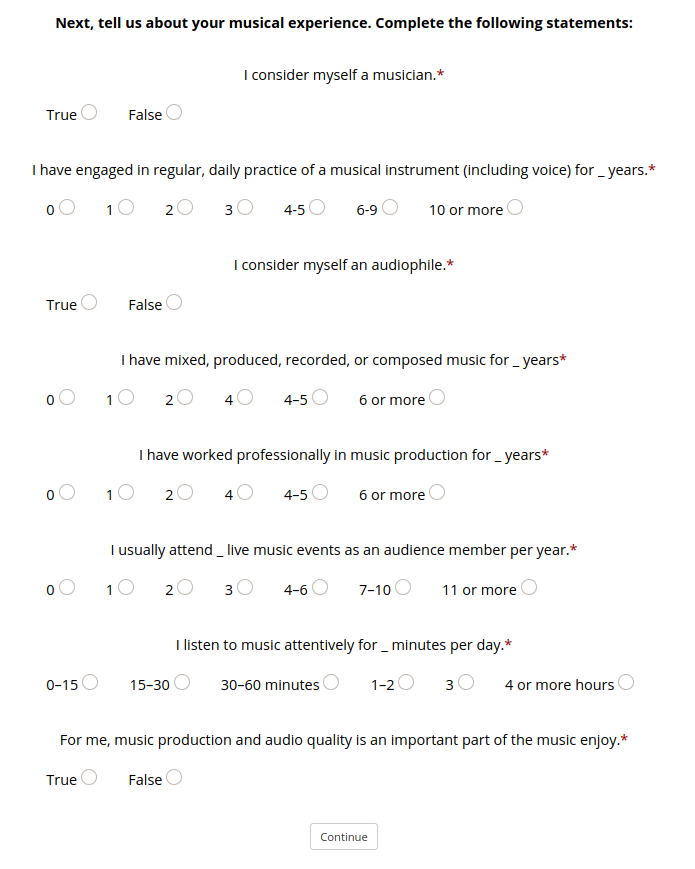 Next, tell us about your musical experience. Complete the following statements:
I consider myself a musician.*
True False
I have engaged in regular, daily practice of a musical instrument (including voice) for _ years.*
0 1 2 3 4-5 6-9 10 or more
I consider myself an audiophile.*
True False
I have mixed, produced, recorded, or composed music for _ years*
0 1 2 4 4–5 6 or more
I have worked professionally in music production for _ years*
0 1 2 4 4–5 6 or more
I usually attend _ live music events as an audience member per year.*
0 1 2 3 4–6 7–10 11 or more
I listen to music attentively for _ minutes per day.*
0–15 15–30 30–60 minutes 1–2 3 4 or more hours
For me, music production and audio quality is an important part of the music enjoy.*
True False
Continue